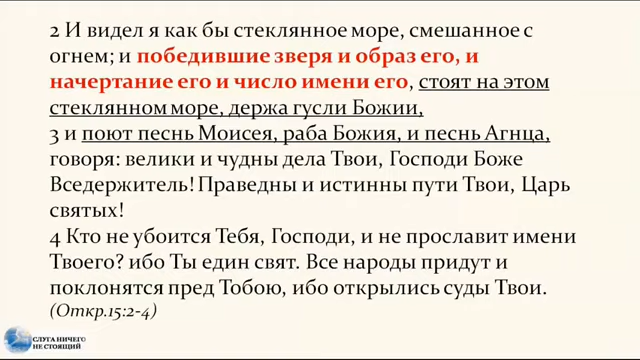 2 И видел я как бы стеклянное море, смешанное с
огнем; и победившие зверя и образ его, и
начертание его и число имени его, стоят на этом
стеклянном море, держа гусли Божии,
3 и поют песнь Моисея, раба Божия, и песнь Агнца,
говоря: велики и чудны дела Твои, Господи Боже
Вседержитель! Праведны и истинны пути Твои, Царь
святых!
4 Кто не убоится Тебя, Господи, и не прославит имени
Твоего? ибо Ты един свят. Все народы придут и
поклонятся пред Тобою, ибо открылись суды Твои.
(Откр.15:2-4)
СЛУГА НИЧЕГО
НЕ СТОЯЩИЙ